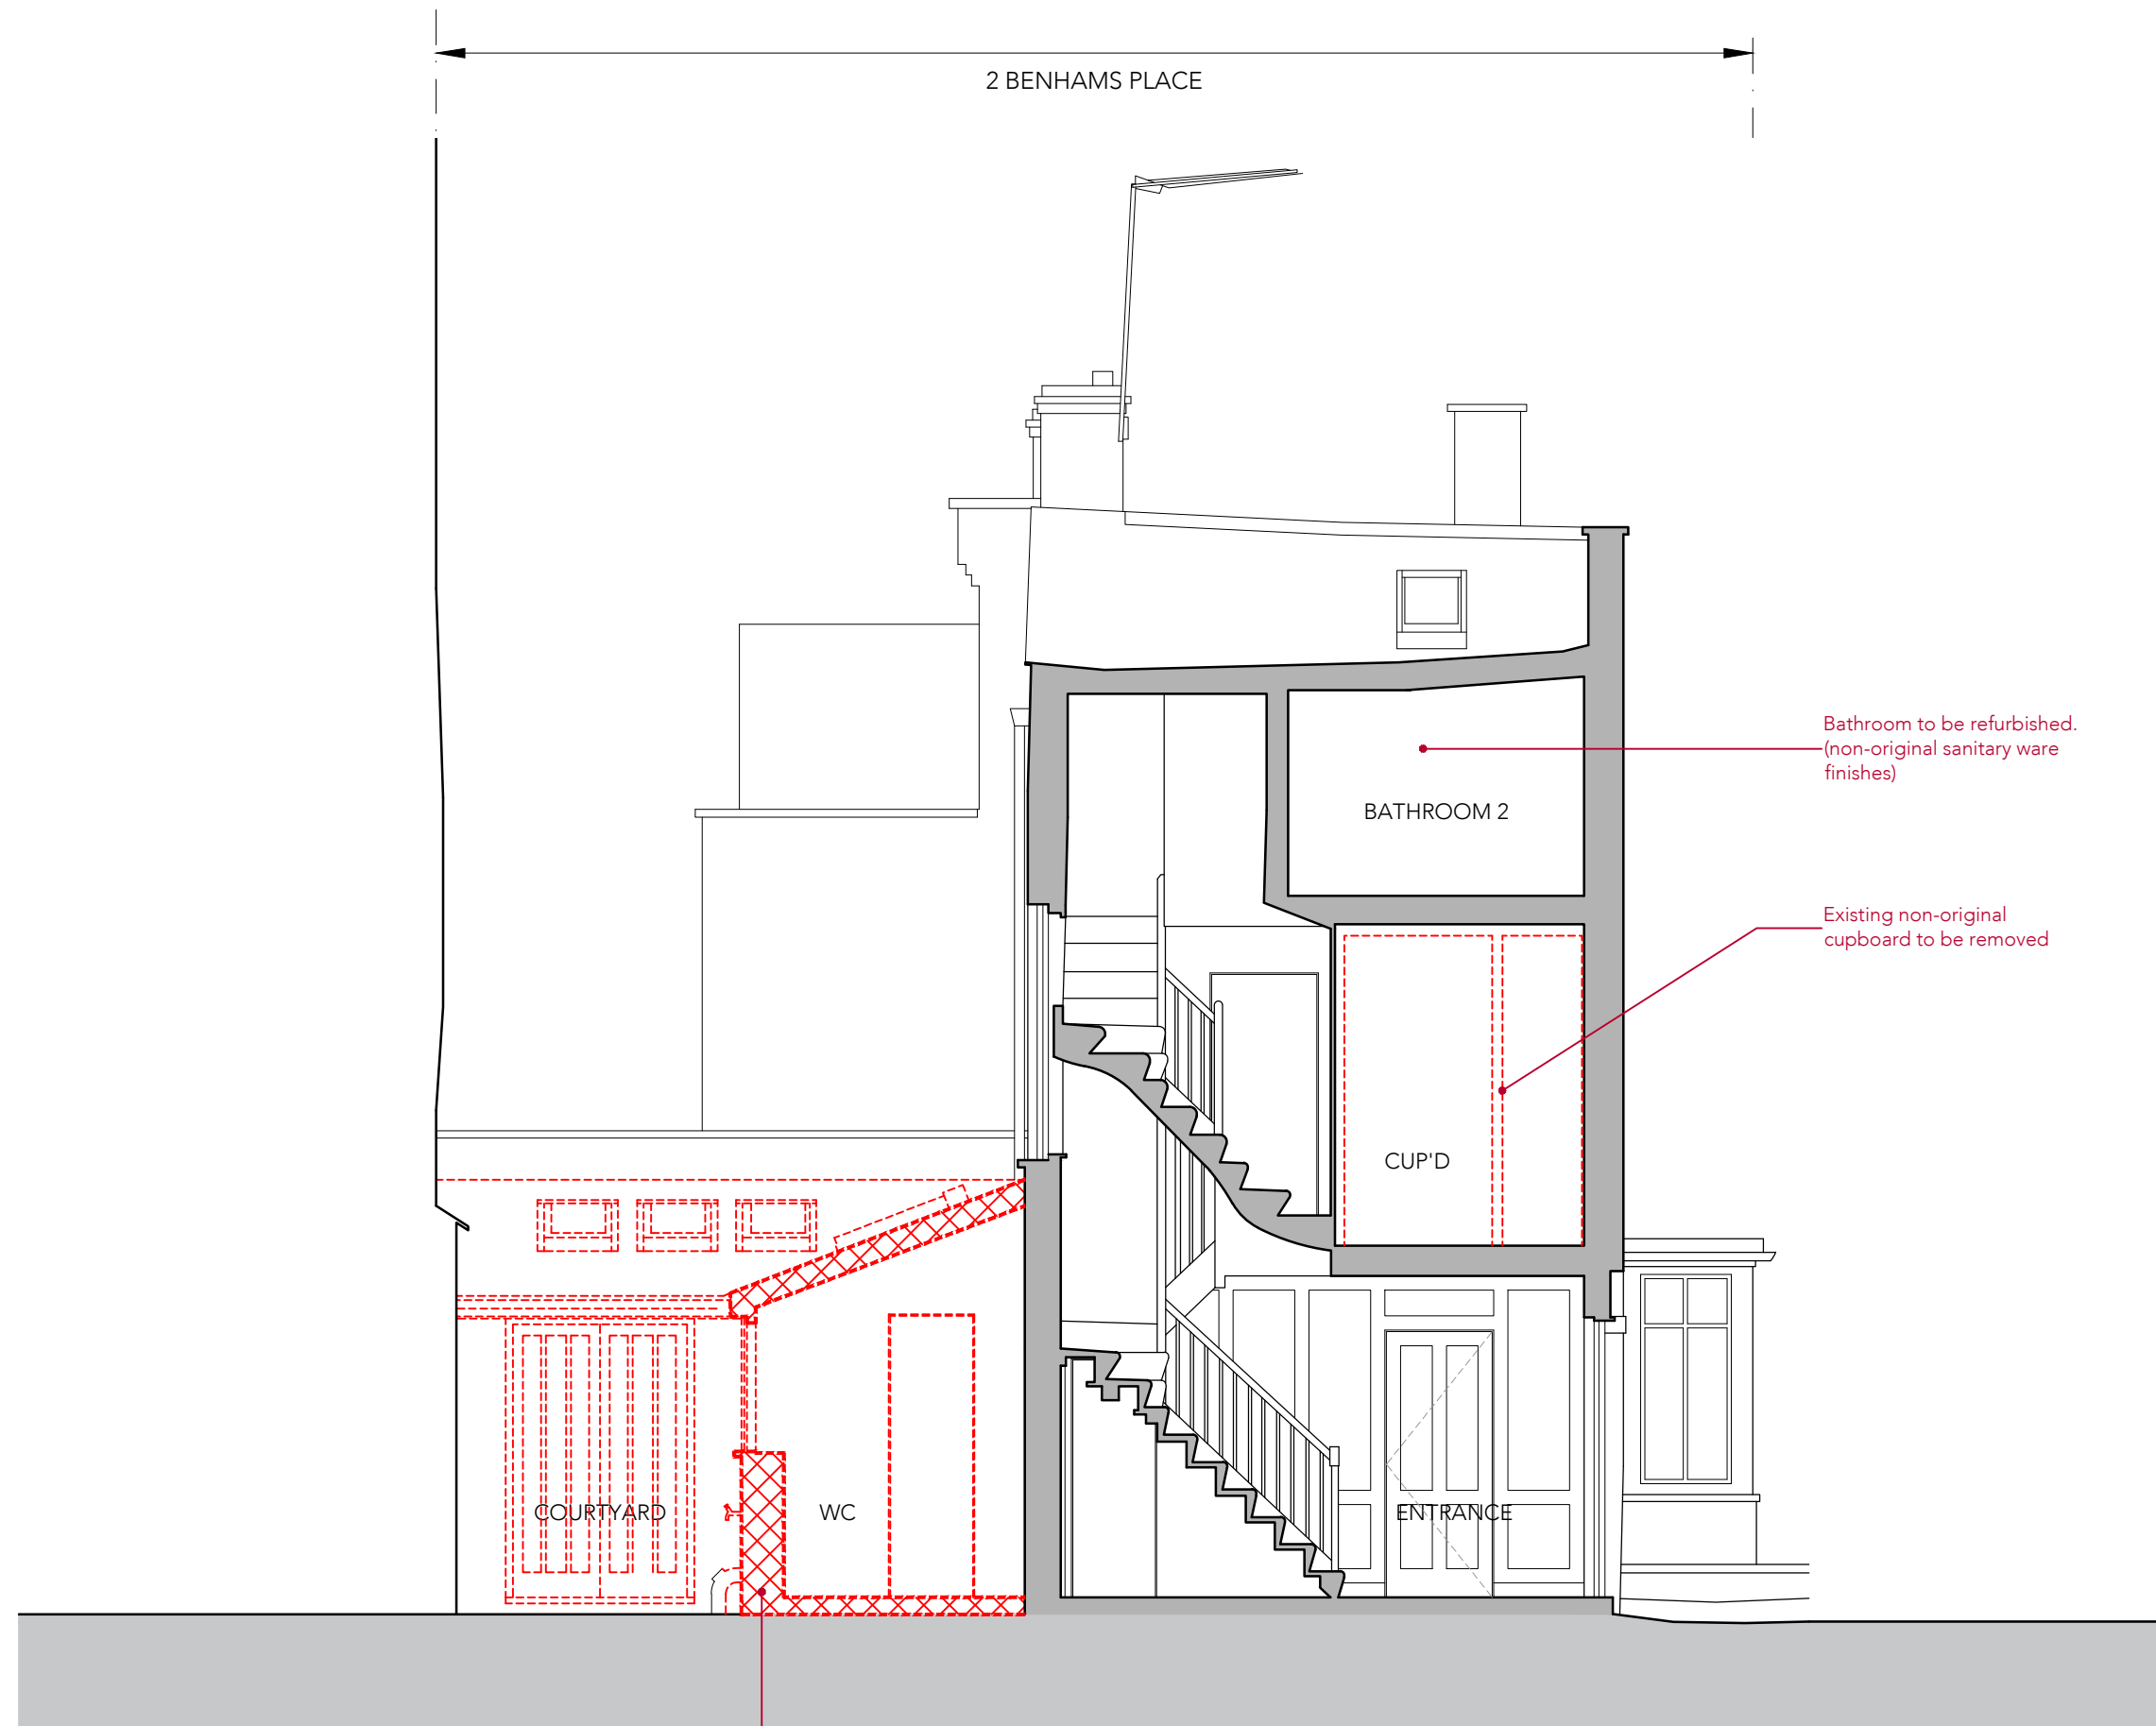 2 BENHAMS PLACE
Bathroom to be refurbished.
(non-original sanitary ware
finishes)
BATHROOM 2
Existing non-original
cupboard to be removed
CUP'D
COURTYARD
WC
ENTRANCE